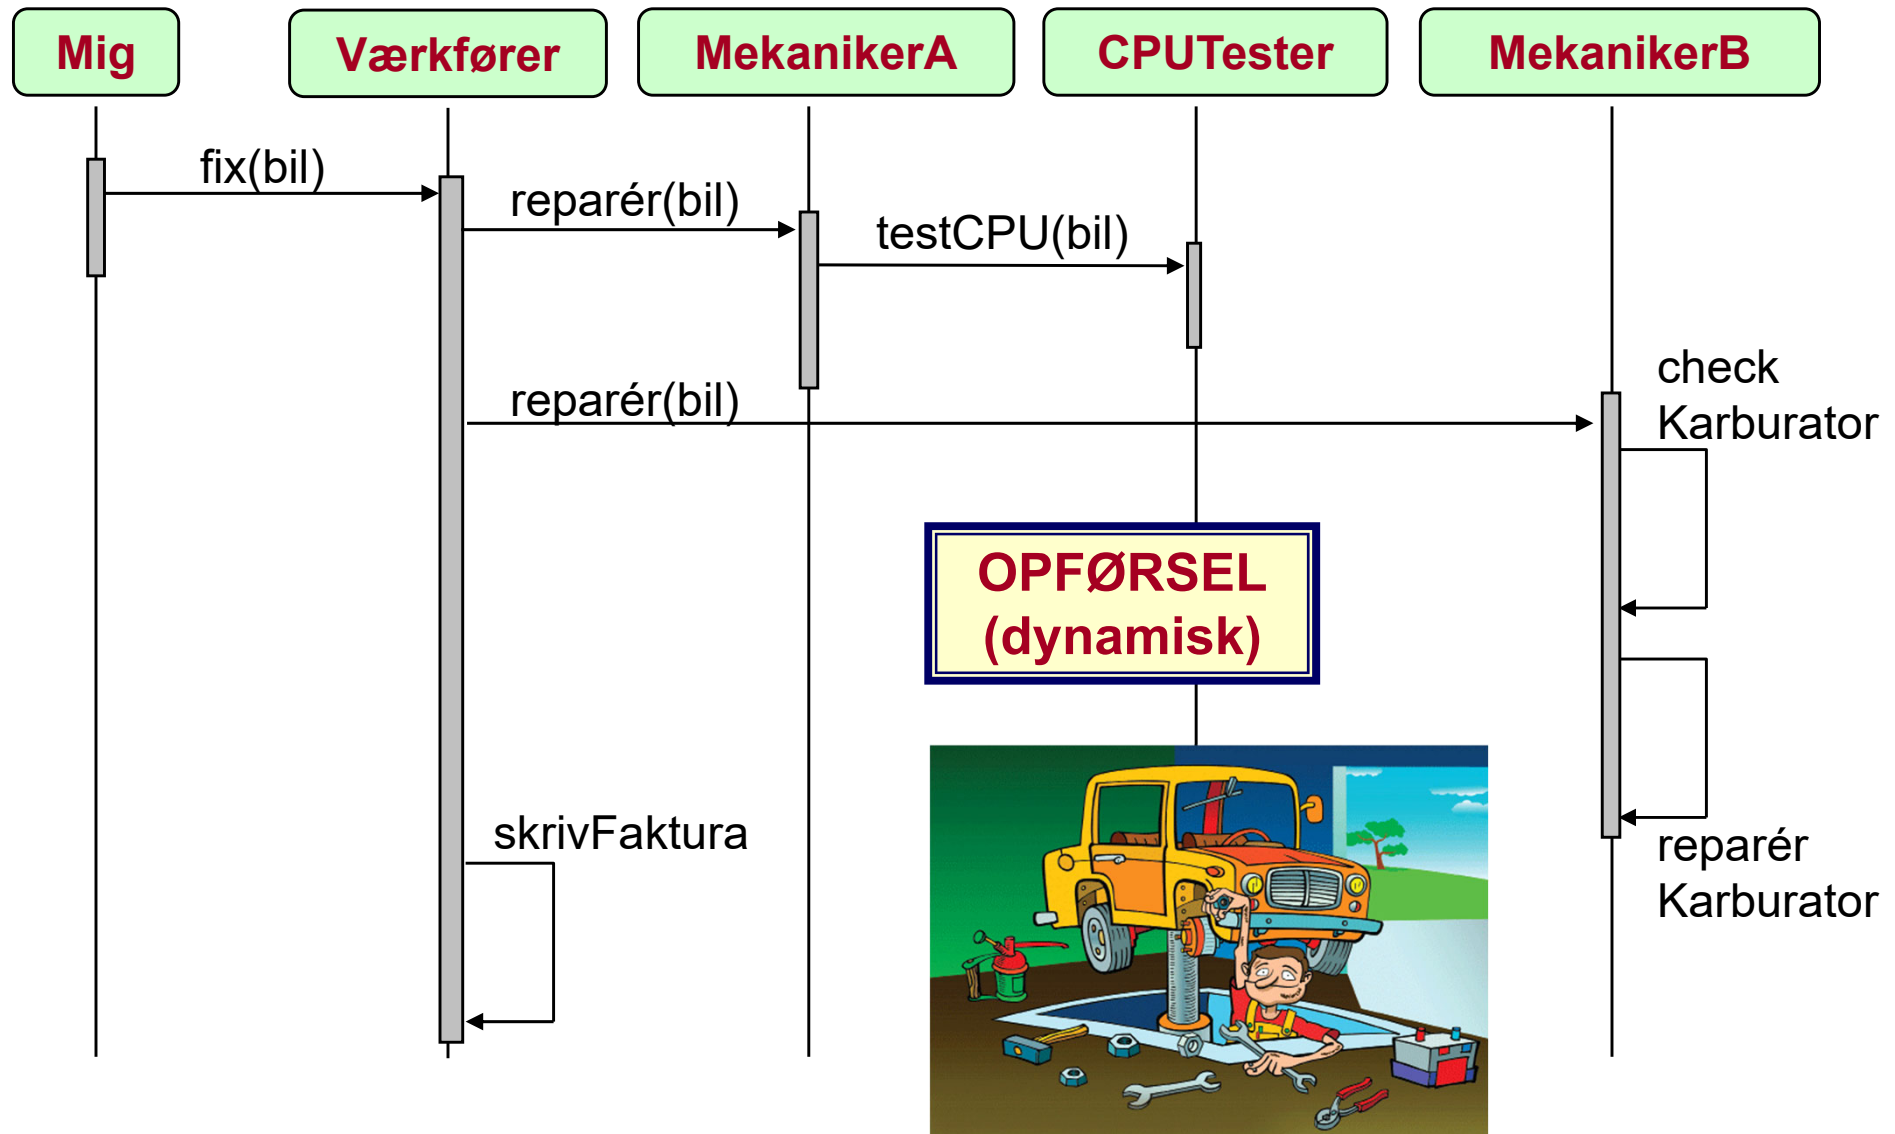 Mig
Værkfører
MekanikerA
CPUTester
MekanikerB
fix(bil)
reparér(bil)
testCPU(bil)
reparér(bil)
check
Karburator
OPFØRSEL
(dynamisk)
skrivFaktura
reparér
Karburator